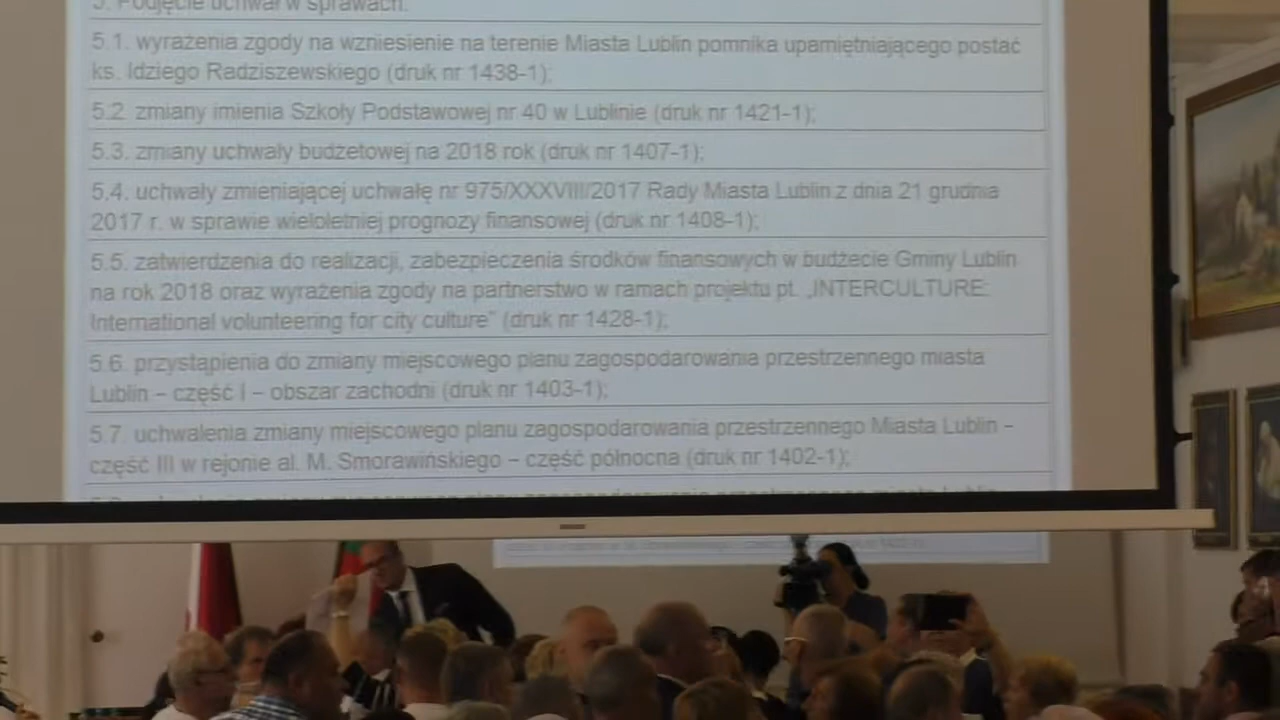 5. Podjęcie uchwał w sprawach:
5.1. wyrażenia zgody na wzniesienie na terenie Miasta Lublin pomnika upamiętniającego postać
ks. Idziego Radziszewskiego (druk nr 1438-1);
5.2. zmiany imienia Szkoły Podstawowej nr 40 w Lublinie (druk nr 1421-1);
5.3. zmiany uchwały budżetowej na 2018 rok (druk nr 1407-1);
5.4. uchwały zmieniającej uchwałę nr 975/XXXVIII/2017 Rady Miasta Lublin z dnia 21 grudnia
2017 r. w sprawie wieloletniej prognozy finansowej (druk nr 1408-1);
5.5. zatwierdzenia do realizacji, zabezpieczenia środków finansowych w budżecie Gminy Lublin
na rok 2018 oraz wyrażenia zgody na partnerstwo w ramach projektu pt. „INTERCULTURE:
International volunteering for city culture” (druk nr 1428-1);
5.6. przystąpienia do zmiany miejscowego planu zagospodarowania przestrzennego miasta
Lublin – część I – obszar zachodni (druk nr 1403-1);
5.7. uchwalenia zmiany miejscowego planu zagospodarowania przestrzennego Miasta Lublin –
część III w rejonie al. M. Smorawińskiego – część północna (druk nr 1402-1);